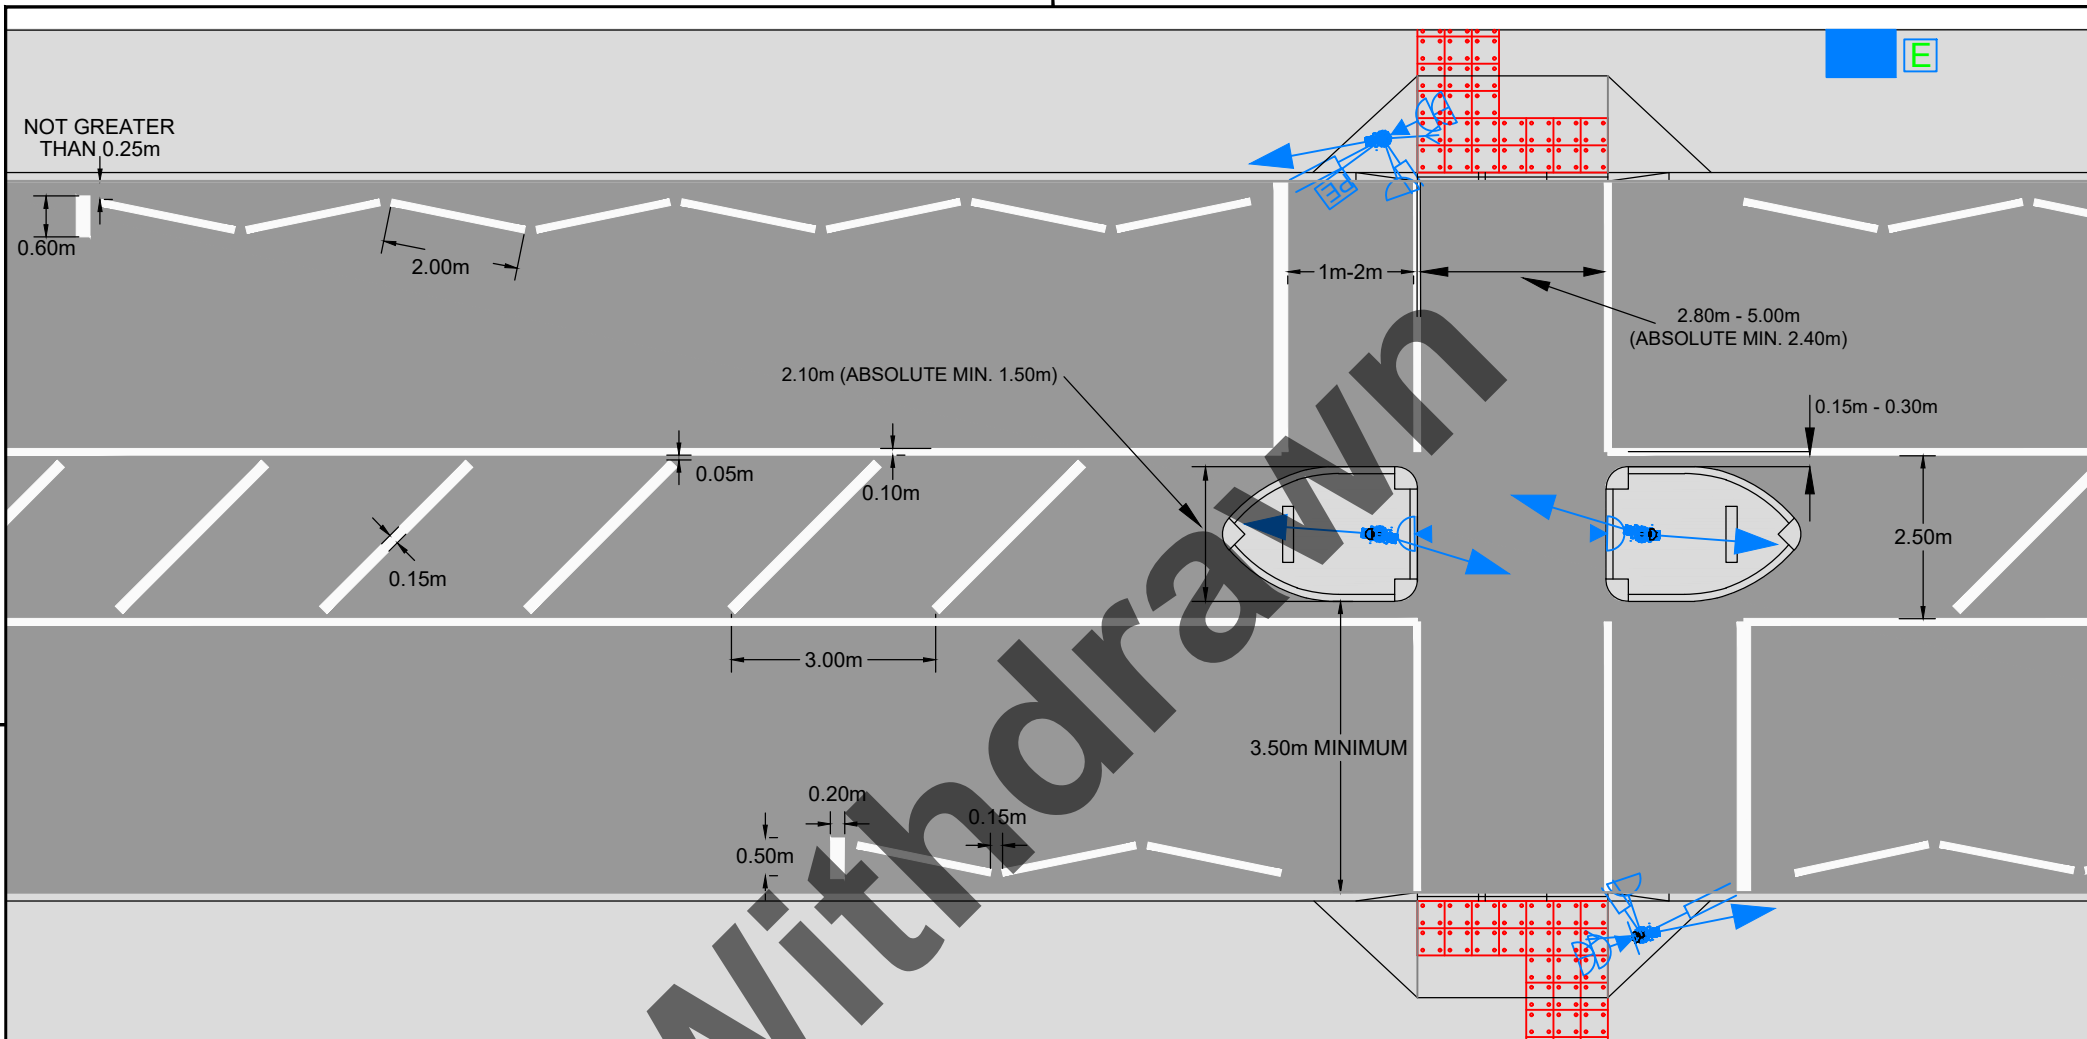 E
NOT GREATER
THAN 0.25m
PE
0.60m
2.00m
1m-2m
2.80m - 5.00m
(ABSOLUTE MIN. 2.40m)
2.10m (ABSOLUTE MIN. 1.50m)
0.15m - 0.30m
0.05m
0.10m
2.50m
0.15m
3.00m
3.50m MINIMUM
0.20m
0.15m
0.50m
Withdrawn